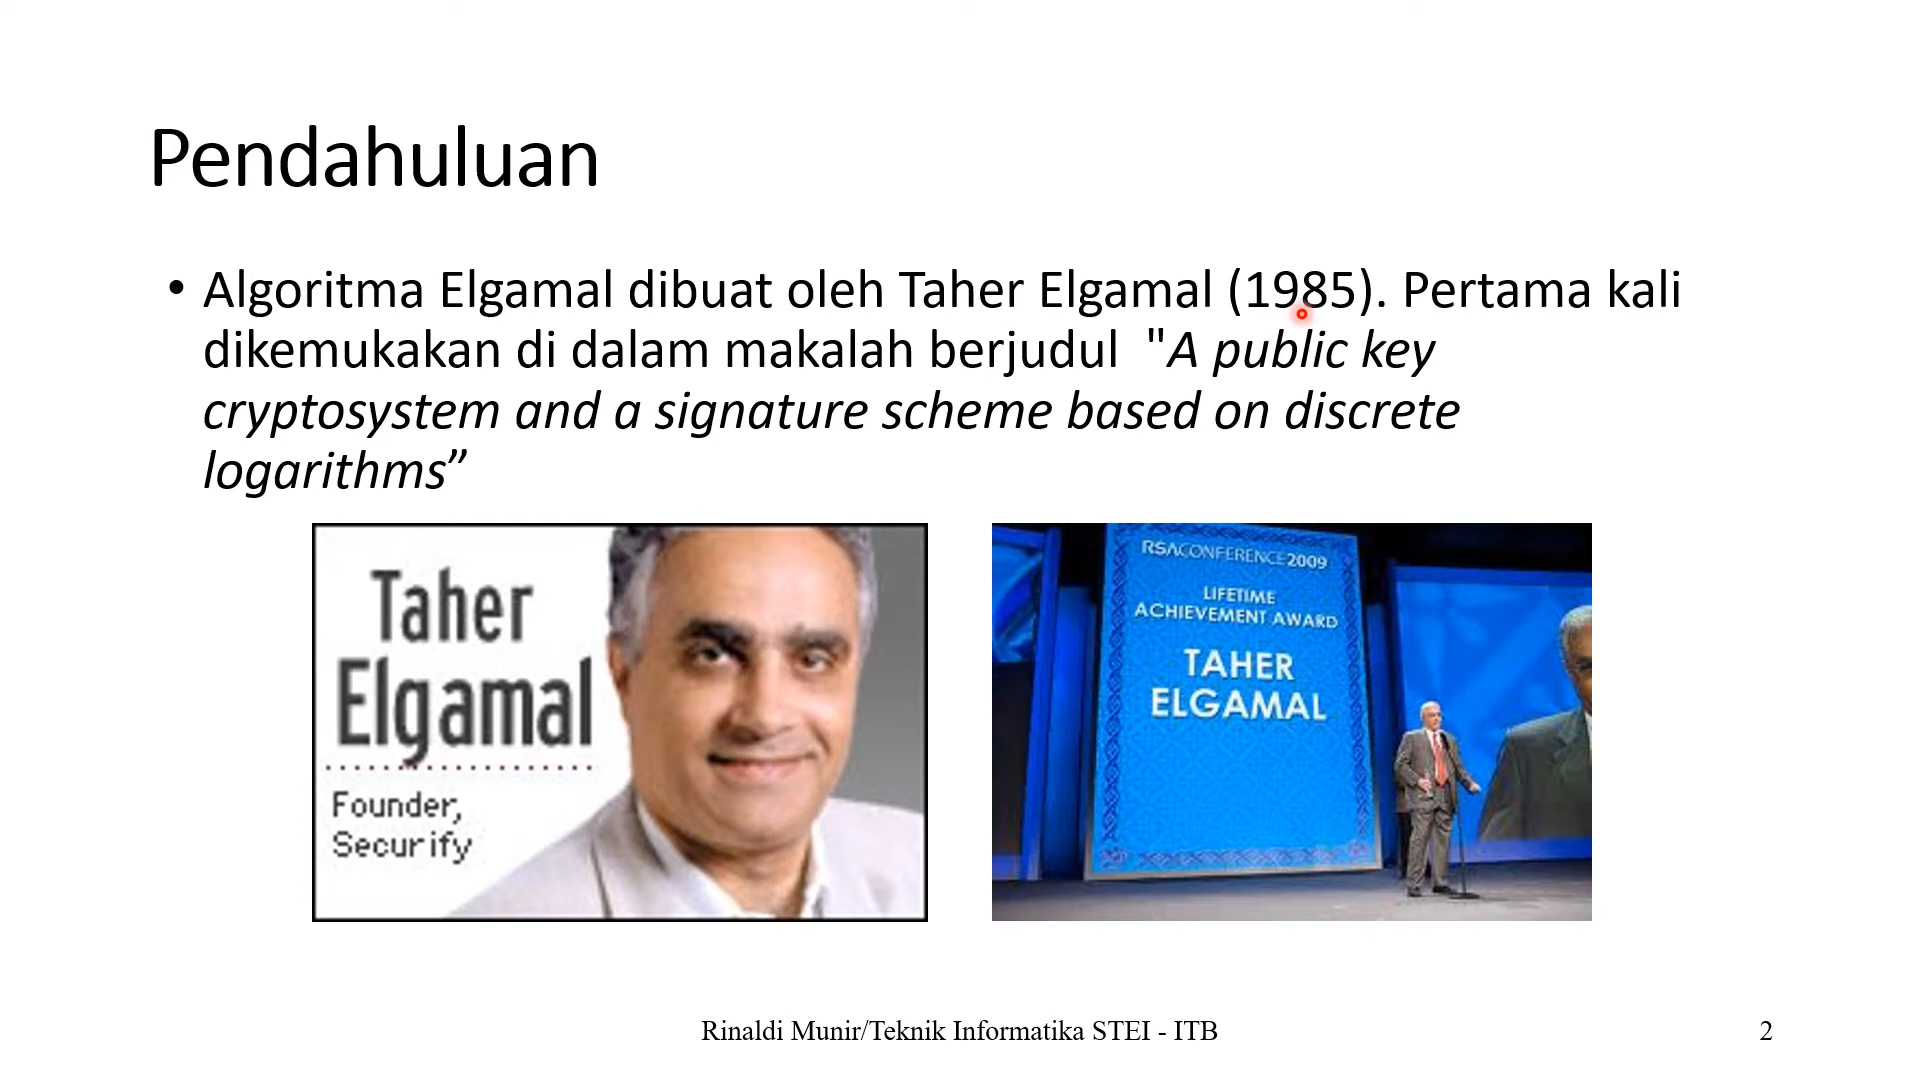 Pendahuluan
• Algoritma Elgamal dibuat oleh Taher Elgamal (1985). Pertama kali
dikemukakan di dalam makalah berjudul "A public key
cryptosystem and a signature scheme based on discrete
logarithms”
Taher
Elgamal
Founder,
Securify
RSACONFERENCE2009
LIFETIME
ACHIEVEMENT AWARD
TAHER
ELGAMAL
Rinaldi Munir/Teknik Informatika STEI - ITB
2